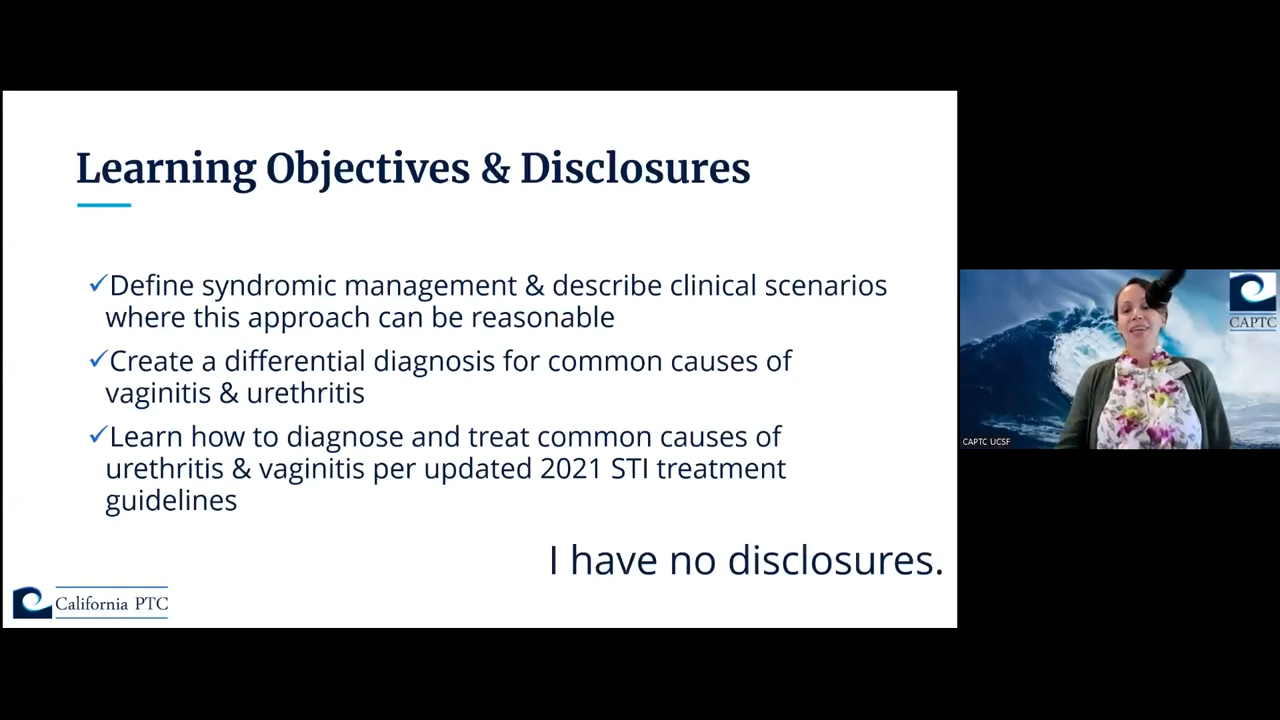 Learning Objectives & Disclosures
✓Define syndromic management & describe clinical scenarios
where this approach can be reasonable
✓Create a differential diagnosis for common causes of
vaginitis & urethritis
✓Learn how to diagnose and treat common causes of
urethritis & vaginitis per updated 2021 STI treatment
guidelines
I have no disclosures.
California PTC
CAPTC
CAPTC UCSF